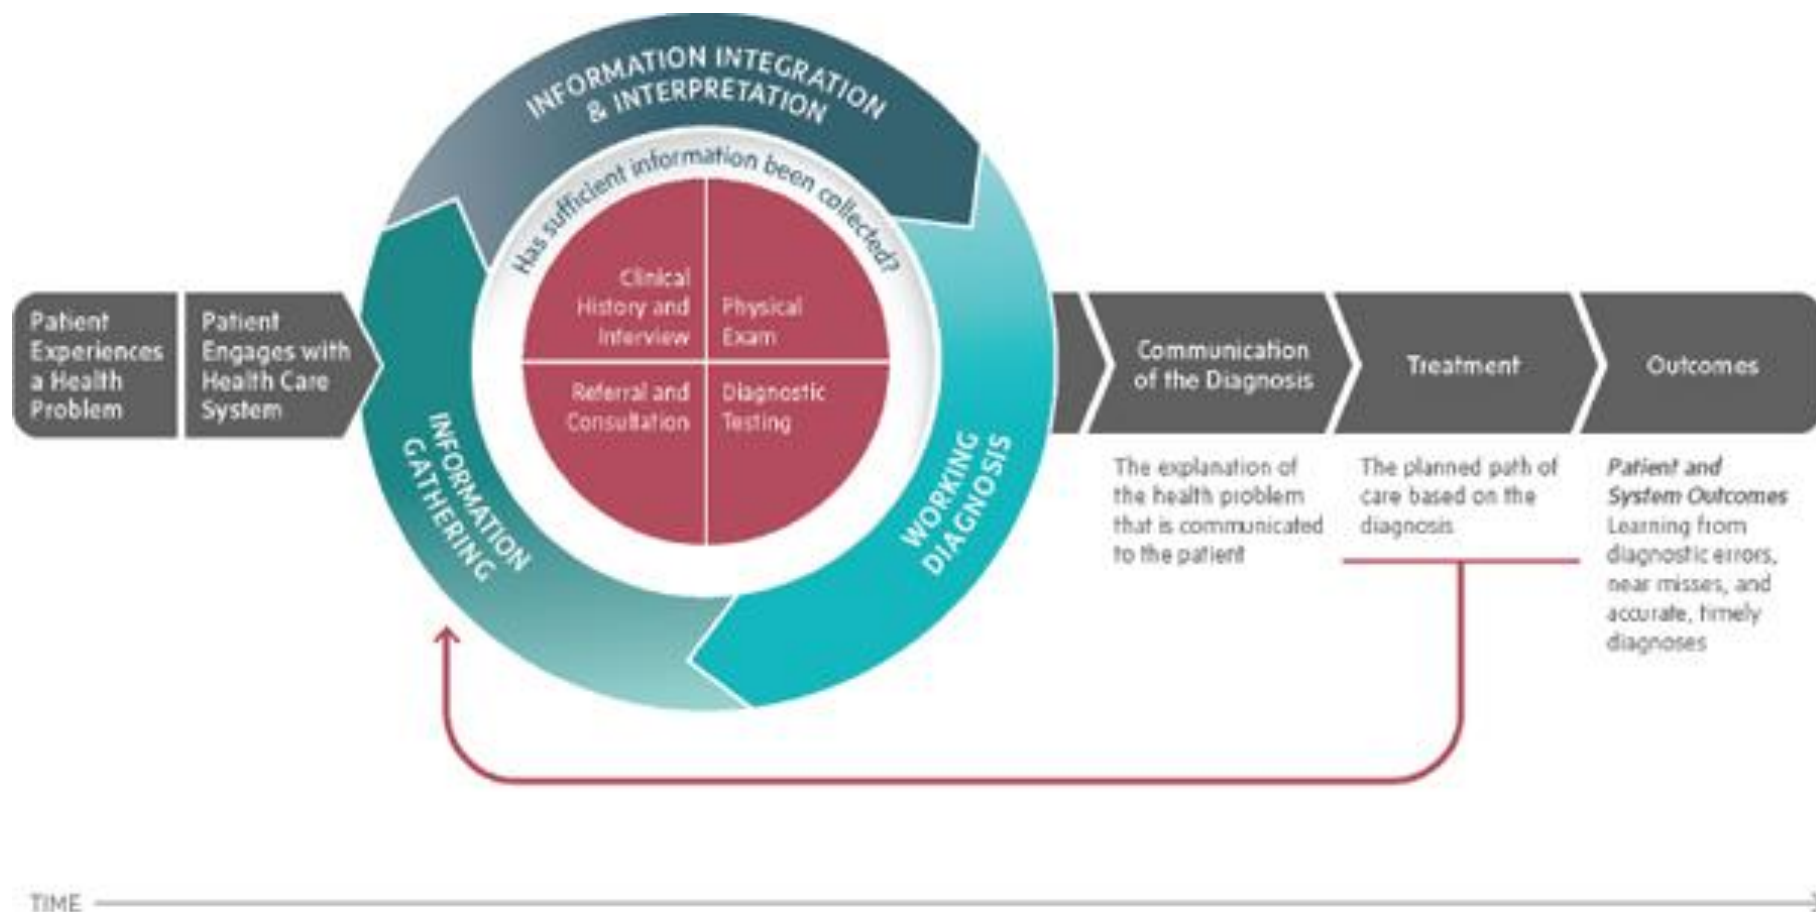 INFORMATION INTEGRATION
& INTERPRETATION
Has sufficient information been collected?
Patient
Experiences
a Health
Problem
Patient
Engages with
Health Care
System
INFORMATION
GATHERING
Clinical
History and
Interview
Physical
Exam
Referral and
Consultation
Diagnostic
Testing
WORKING
DIAGNOSIS
Communication
of the Diagnosis
The explanation of
the health problem
that is communicated
to the patient
Treatment
The planned path of
care based on the
diagnosis
Outcomes
Patient and
System Outcomes
Learning from
diagnostic errors,
near misses, and
accurate, timely
diagnoses
TIME